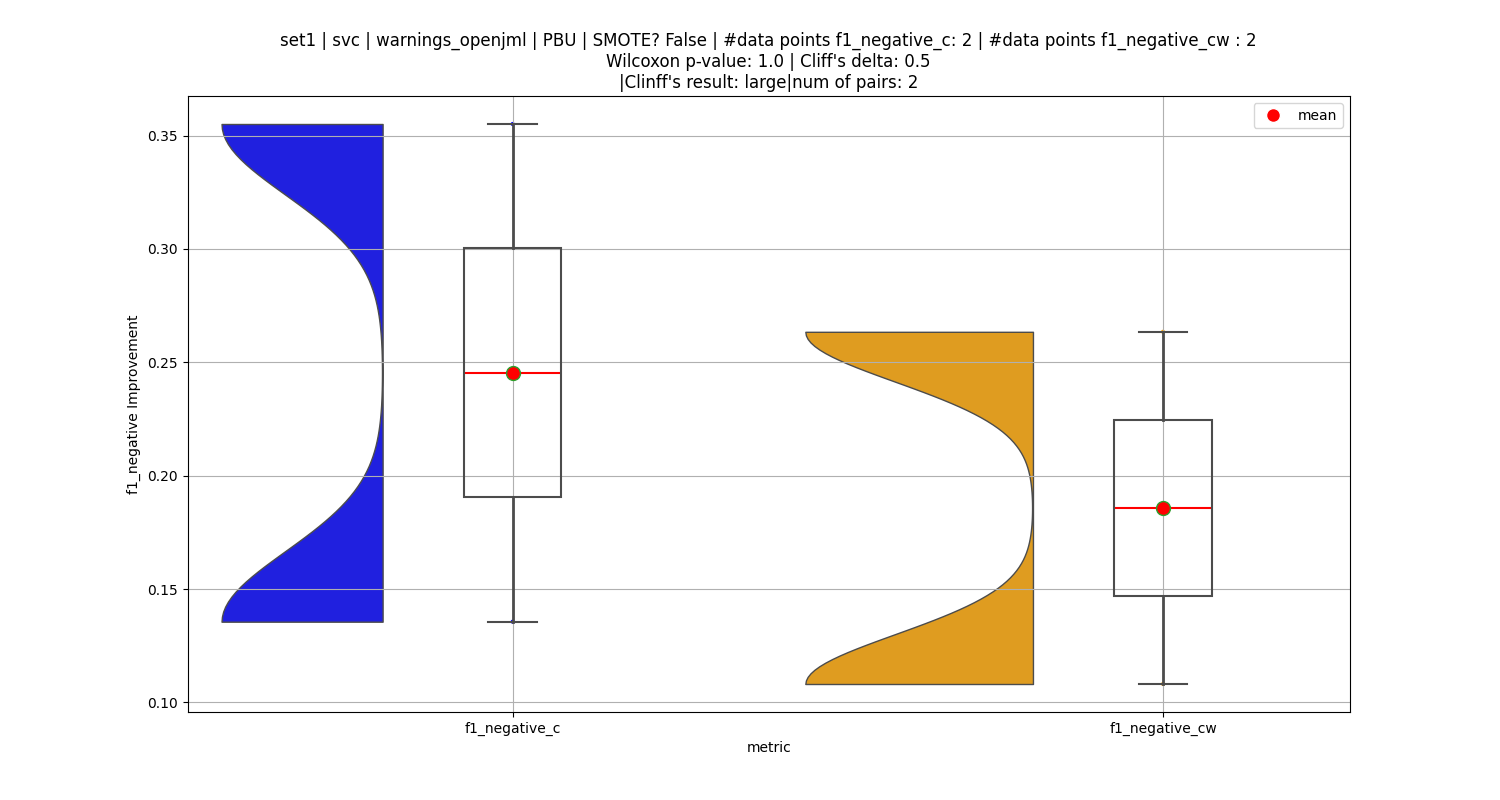 set1 | svc | warnings_openjml | PBU | SMOTE? False | #data points f1_negative_c: 2 | #data points f1_negative_cw : 2
Wilcoxon p-value: 1.0 | Cliff's delta: 0.5
|Clinff's result: large|num of pairs: 2
mean
0.35
0.30
0.25
0.20
0.15
0.10
f1_negative Improvement
f1_negative_c
f1_negative_cw
metric